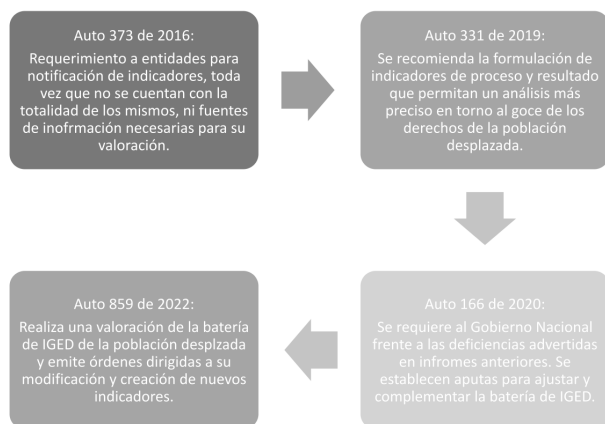 Auto 373 de 2016:
Requerimiento a entidades para
notificación de indicadores, toda
vez que no se cuentan con la
totalidad de los mismos, ni fuentes
de inofrmación necesarias para su
valoración.
Auto 331 de 2019:
Se recomienda la formulación de
indicadores de proceso y resultado
que permitan un análisis más
preciso en torno al goce de los
derechos de la población
desplazada.
Auto 166 de 2020:
Se requiere al Gobierno Nacional
frente a las deficiencias advertidas
en infromes anteriores. Se
establecen aputas para ajustar y
complementar la batería de IGED.
Auto 859 de 2022:
Realiza una valoración de la batería
de IGED de la población desplzada
y emite órdenes dirigidas a su
modificación y creación de nuevos
indicadores.